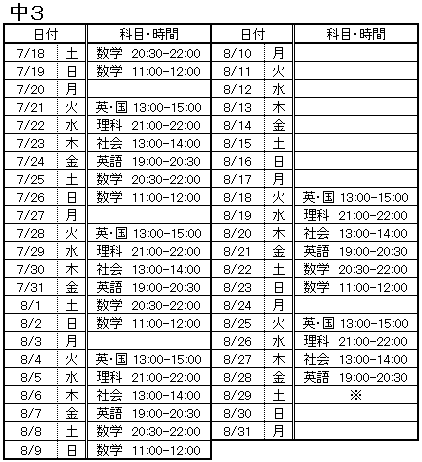 中３
日付 科目・時間 日付 科目・時間
7/18 土 数学 20:30-22:00 8/10 月
7/19 日 数学 11:00-12:00 8/11 火
7/20 月 8/12 水
7/21 火 英・国 13:00-15:00 8/13 木
7/22 水 理科 21:00-22:00 8/14 金
7/23 木 社会 13:00-14:00 8/15 土
7/24 金 英語 19:00-20:30 8/16 日
7/25 土 数学 20:30-22:00 8/17 月
7/26 日 数学 11:00-12:00 8/18 火 英・国 13:00-15:00
7/27 月 8/19 水 理科 21:00-22:00
7/28 火 英・国 13:00-15:00 8/20 木 社会 13:00-14:00
7/29 水 理科 21:00-22:00 8/21 金 英語 19:00-20:30
7/30 木 社会 13:00-14:00 8/22 土 数学 20:30-22:00
7/31 金 英語 19:00-20:30 8/23 日 数学 11:00-12:00
8/1 土 数学 20:30-22:00 8/24 月
8/2 日 数学 11:00-12:00 8/25 火 英・国 13:00-15:00
8/3 月 8/26 水 理科 21:00-22:00
8/4 火 英・国 13:00-15:00 8/27 木 社会 13:00-14:00
8/5 水 理科 21:00-22:00 8/28 金 英語 19:00-20:30
8/6 木 社会 13:00-14:00 8/29 土 ※
8/7 金 英語 19:00-20:30 8/30 日
8/8 土 数学 20:30-22:00 8/31 月
8/9 日 数学 11:00-12:00